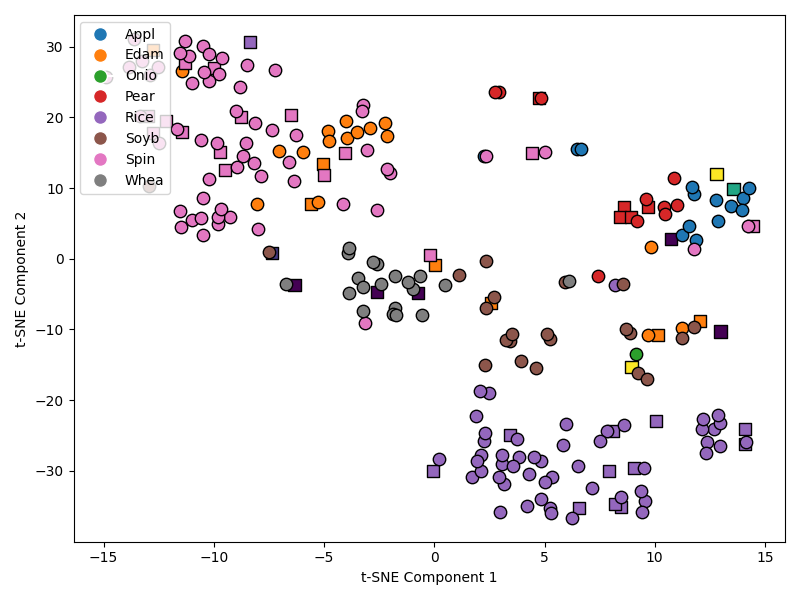 Appl
Edam
Onio
Pear
Rice
Soyb
Spin
Whea
30
20
10
0
−10
−20
−30
t-SNE Component 2
−15
−10
−5
0
5
10
15
t-SNE Component 1